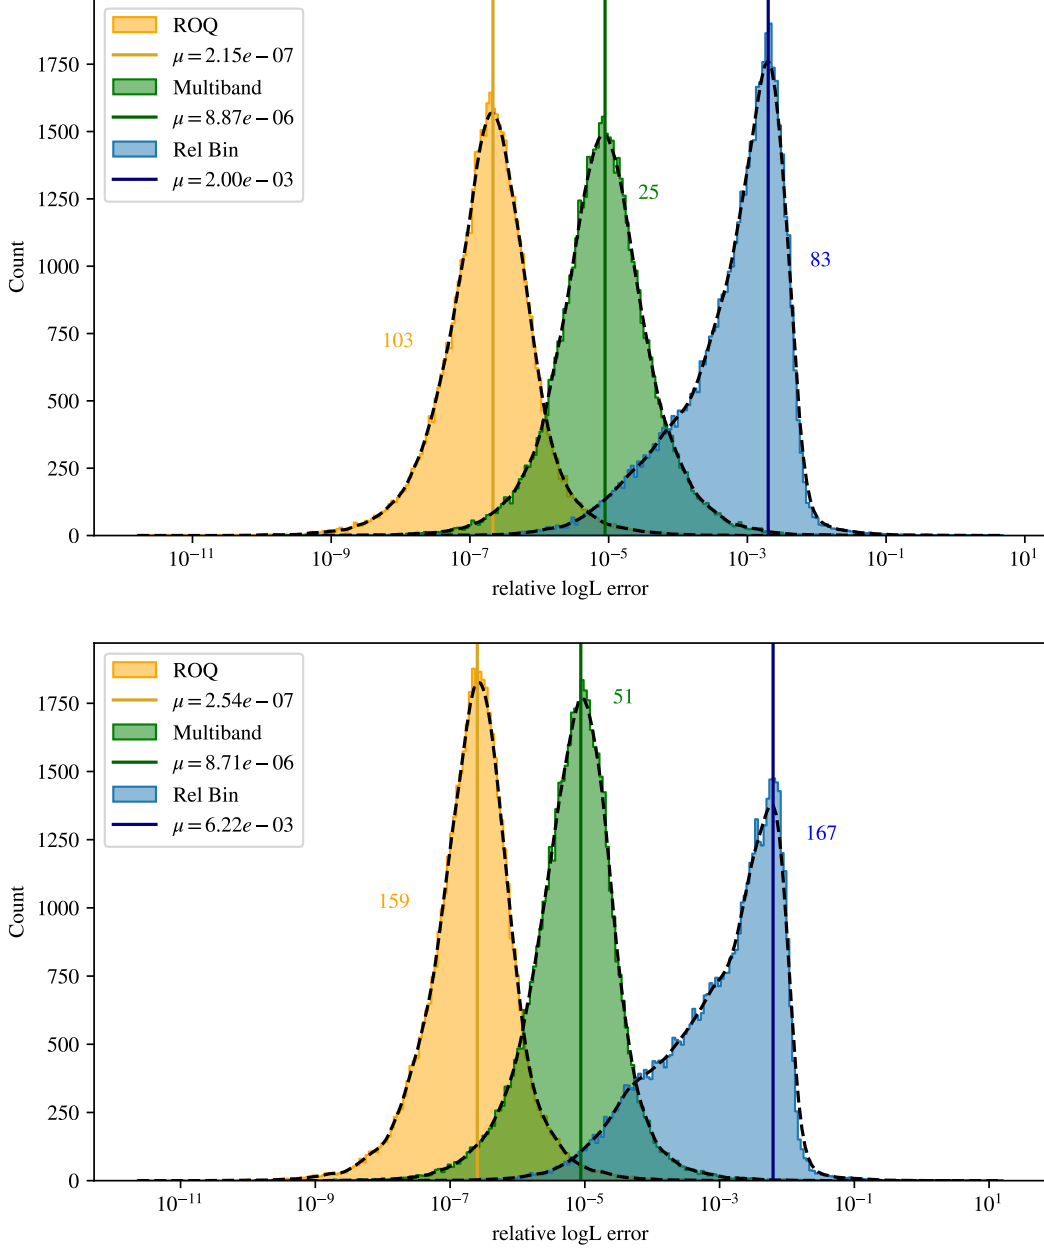 ROQ
μ = 2.15e − 07
Multiband
μ = 8.87e − 06
Rel Bin
μ = 2.00e − 03
1750
1500
1250
1000
750
500
250
0
Count
25
83
103
10⁻¹¹ 10⁻⁹ 10⁻⁷ 10⁻⁵ 10⁻³ 10⁻¹ 10¹
relative logL error
ROQ
μ = 2.54e − 07
Multiband
μ = 8.71e − 06
Rel Bin
μ = 6.22e − 03
1750
1500
1250
1000
750
500
250
0
Count
51
167
159
10⁻¹¹ 10⁻⁹ 10⁻⁷ 10⁻⁵ 10⁻³ 10⁻¹ 10¹
relative logL error